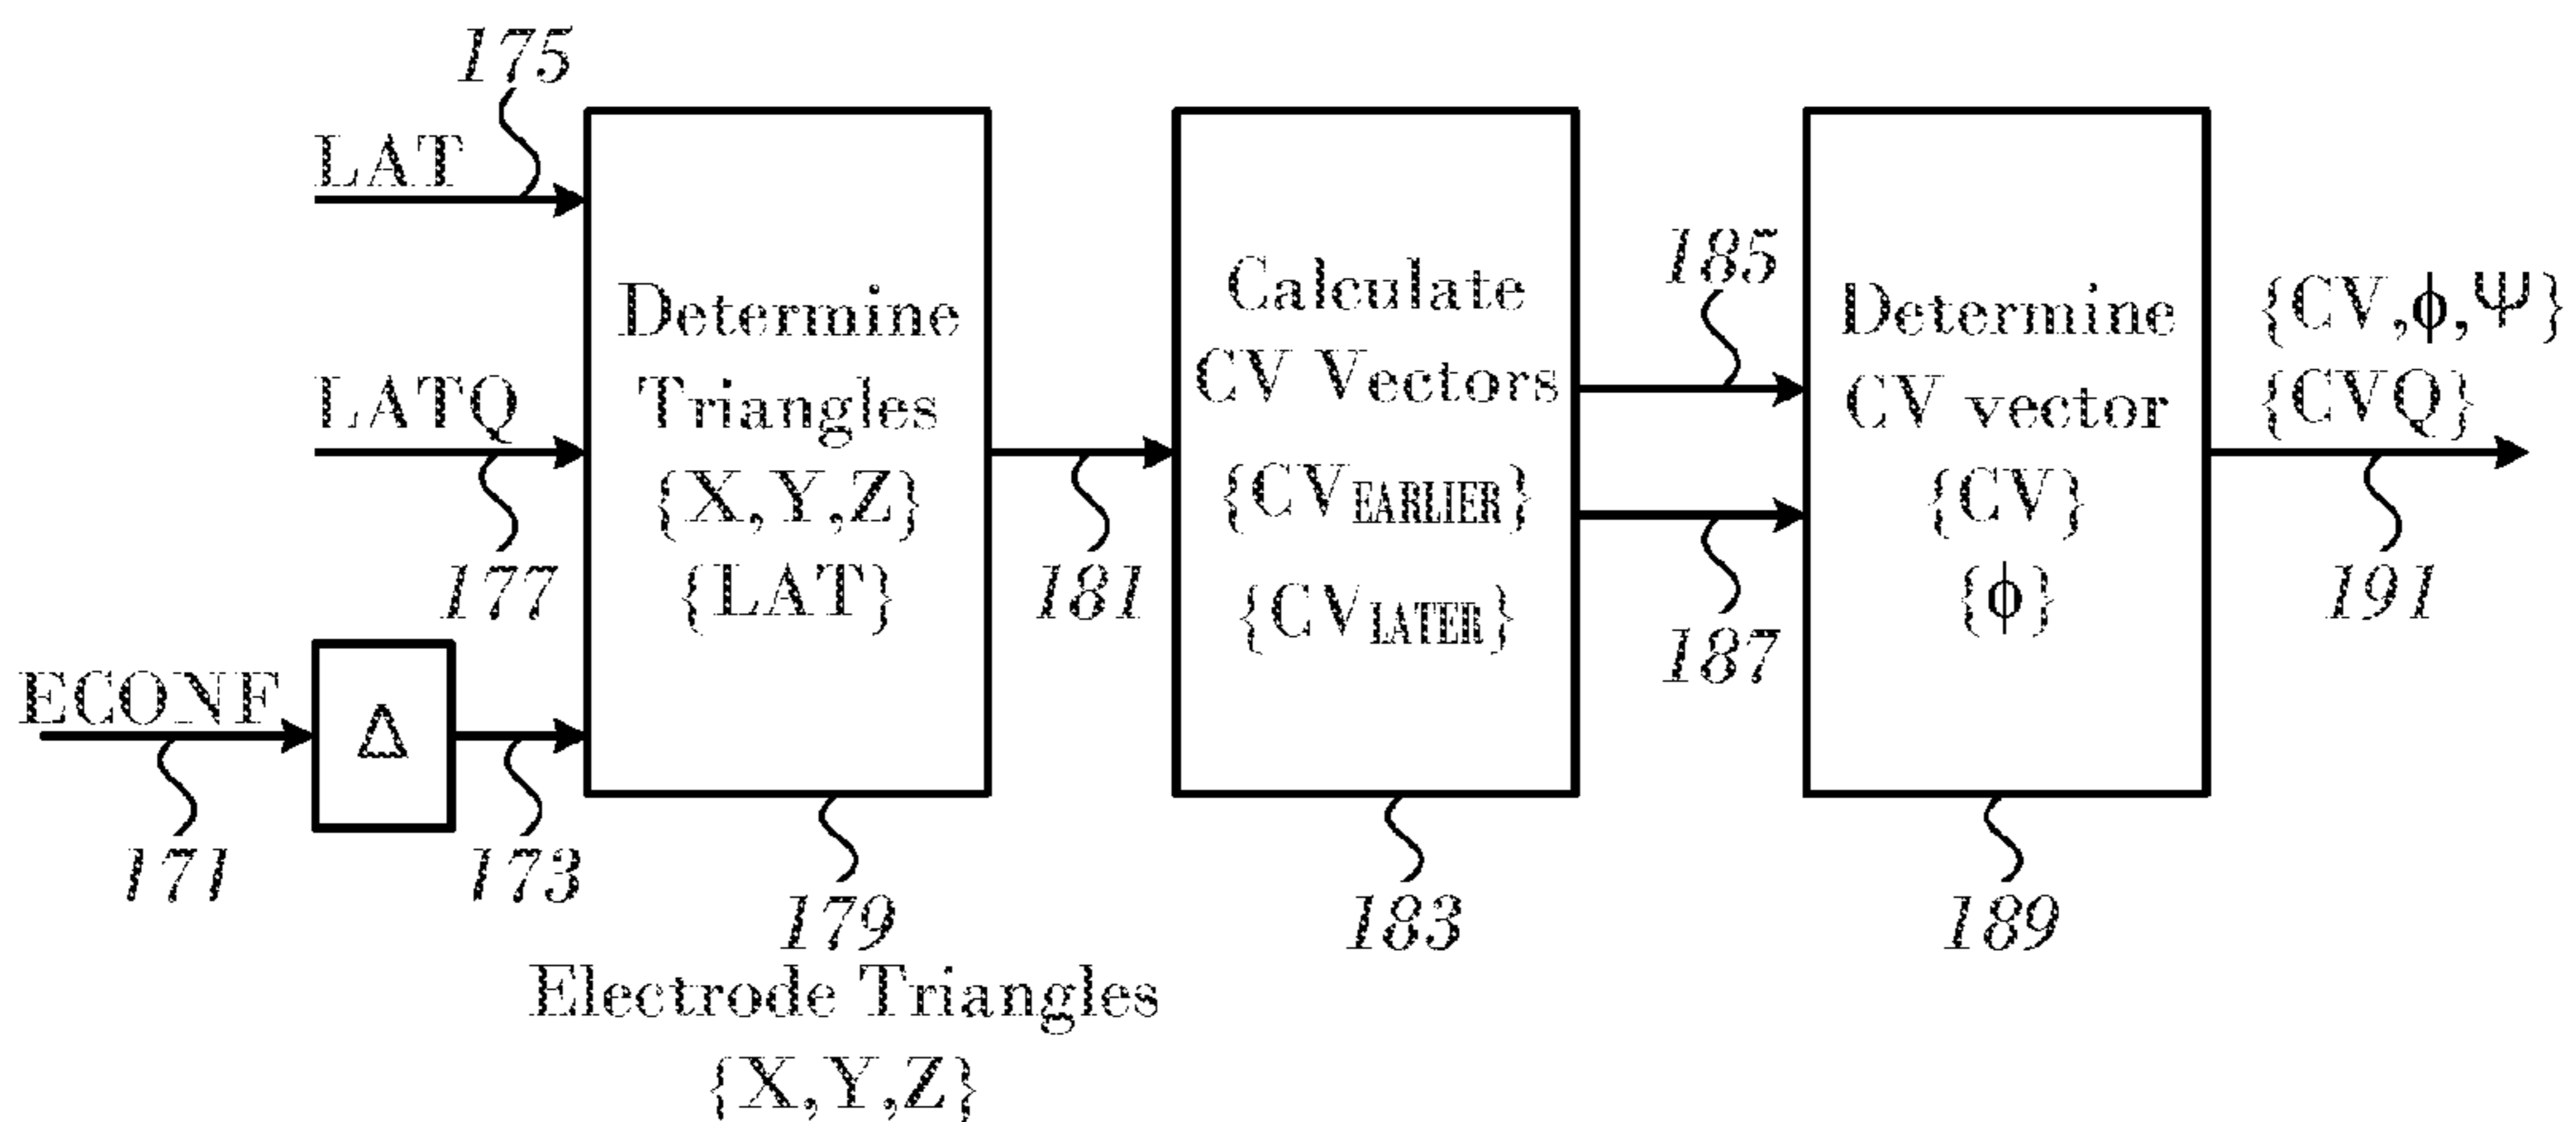 175
LAT
LATQ
177
ECONF
171
Δ
173
Determine
Triangles
{X,Y,Z}
{LAT}
179
Electrode Triangles
{X,Y,Z}
181
Calculate
CV Vectors
{CVEARLIER}
{CVLATER}
183
185
187
Determine
CV vector
{CV}
{ϕ}
189
{CV,ϕ,Ψ}
{CVQ}
191